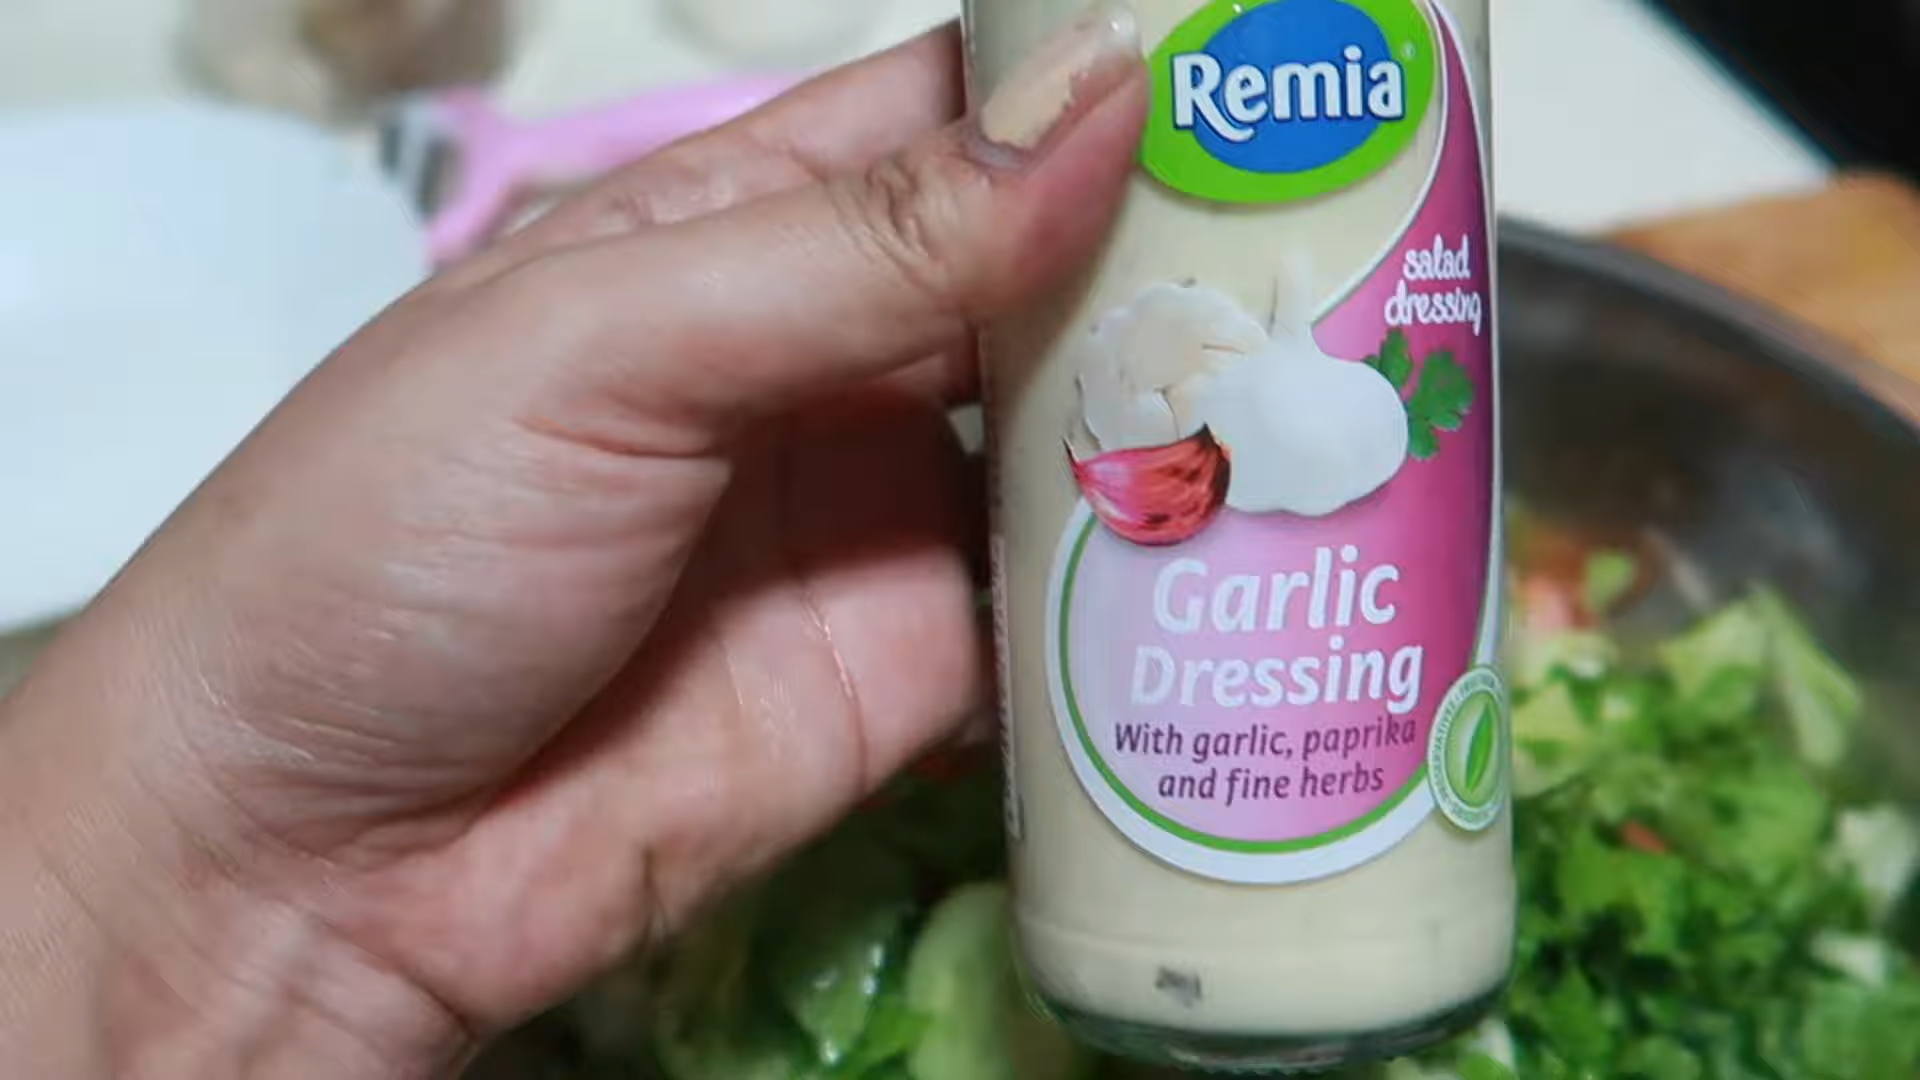 Remia
salad
dressing
Garlic
Dressing
With garlic, paprika
and fine herbs